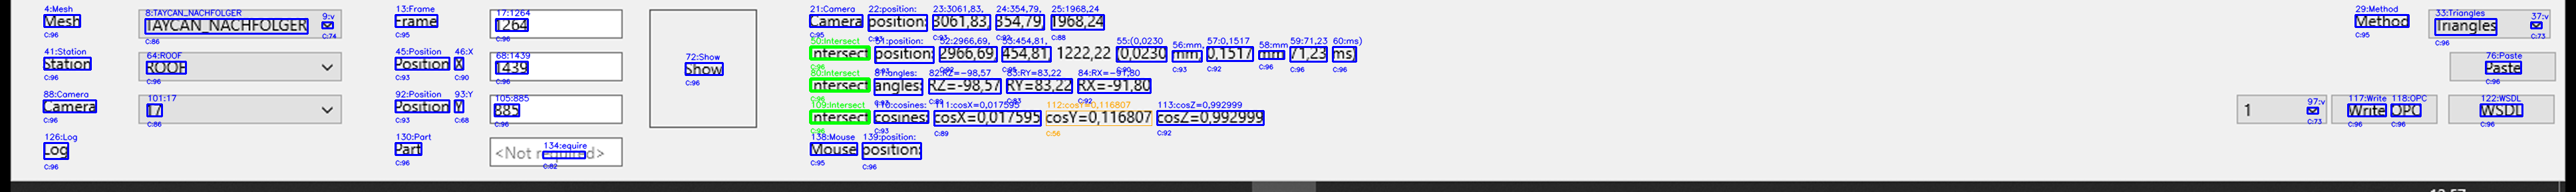 4:Mesh 8:TAYCAN_NACHFOLGER 9:v 13:Frame 17:1264 21:Camera 22:position: 23:3061,83, 24:354,79, 25:1968,24 29:Method 33:Triangles 37:v
Mesh TAYCAN_NACHFOLGER Frame 1264 Camera position: 3061,83, 354,79, 1968,24 Method Triangles
C:96 C:86 C:74 C:95 C:96 C:95 C:93 C:92 C:88 C:95 C:96 C:73
41:Station 64:ROOF 45:Position 46:X 68:1439 72:Show 50:Intersect 51:position: 52:2966,69, 53:454,81, 55:(0,0230 56:mm, 57:0,1517 58:mm 59:71,23 60:ms) 76:Paste
Station ROOF Position X 1439 Show Intersect position: 2966,69, 454,81, 1222,22 (0,0230 mm, 0,1517 mm 71,23 ms) Paste
C:96 C:96 C:93 C:90 C:96 C:96 C:96 C:93 C:92 C:96 C:96 C:96 C:96
80:Intersect 81:angles: 82:RZ=-98,57 83:RY=83,22 84:RX=-91,80
Intersect angles: RZ=-98,57 RY=83,22 RX=-91,80
C:92
88:Camera 101:17 92:Position 93:Y 105:885 109:Intersect 110:cosines: 111:cosX=0,017595 112:cosY=0,116807 113:cosZ=0,992999 97:v 117:Write 118:OPC 122:WSDL
Camera 17 Position Y 885 Intersect cosines: cosX=0,017595 cosY=0,116807 cosZ=0,992999 1 Write OPC WSDL
C:96 C:86 C:93 C:68 C:96 C:96 C:93 C:89 C:56 C:92 C:73 C:96 C:96 C:96
126:Log 130:Part 134:equire 138:Mouse 139:position:
Log Part <Not required> Mouse position:
C:96 C:96 C:82 C:95 C:96